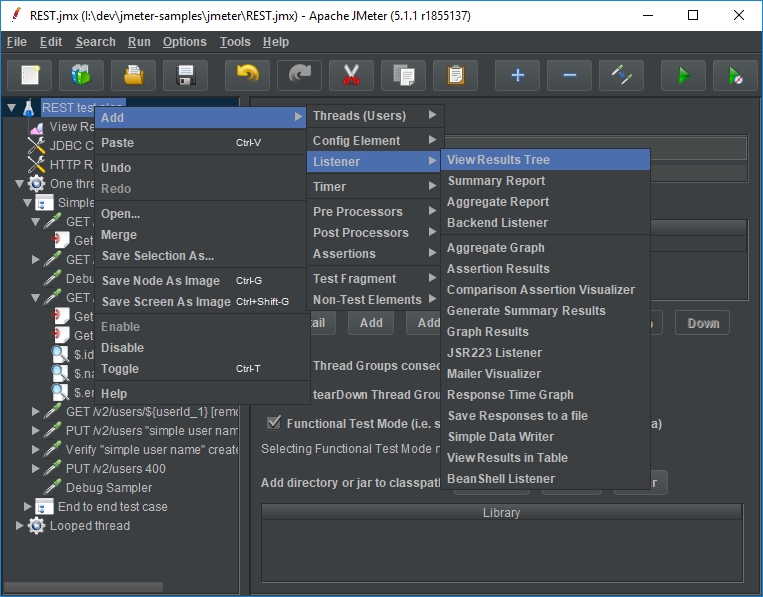 REST.jmx (I:\dev\jmeter-samples\jmeter\REST.jmx) - Apache JMeter (5.1.1 r1855137)
File Edit Search Run Options Tools Help
REST test plan
View Re
JDBC C
HTTP R
One thre
Simple
GET
Get
GET
Debu
GET
Get
Get
$.id
$.na
$.er
GET /v2/users/${userId_1} [remo
PUT /v2/users "simple user nam
Verify "simple user name" create
PUT /v2/users 400
Debug Sampler
End to end test case
Looped thread
Add
Paste Ctrl-V
Undo
Redo
Open...
Merge
Save Selection As...
Save Node As Image Ctrl-G
Save Screen As Image Ctrl+Shift-G
Enable
Disable
Toggle Ctrl-T
Help
Threads (Users)
Config Element
Listener
Timer
Pre Processors
Post Processors
Assertions
Test Fragment
Non-Test Elements
View Results Tree
Summary Report
Aggregate Report
Backend Listener
Aggregate Graph
Assertion Results
Comparison Assertion Visualizer
Generate Summary Results
Graph Results
JSR223 Listener
Mailer Visualizer
Response Time Graph
Save Responses to a file
Simple Data Writer
View Results in Table
BeanShell Listener
ail Add Add Down
Thread Groups consec
tearDown Thread Grou
Functional Test Mode (i.e. s a)
Selecting Functional Test Mode
Add directory or jar to classpat r
Library